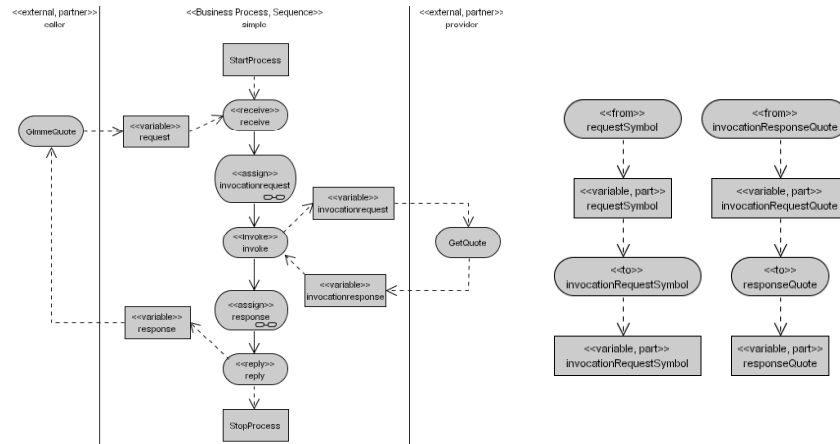 <<external, partner>>
caller
<<Business Process, Sequence>>
simple
<<external, partner>>
provider
StartProcess
<<receive>>
receive
GimmeQuote
<<variable>>
request
<<assign>>
invocationrequest
<<variable>>
invocationrequest
<<invoke>>
invoke
GetQuote
<<variable>>
invocationresponse
<<assign>>
response
<<variable>>
response
<<reply>>
reply
StopProcess
<<from>>
requestSymbol
<<variable, part>>
requestSymbol
<<to>>
invocationRequestSymbol
<<variable, part>>
invocationRequestSymbol
<<from>>
invocationResponseQuote
<<variable, part>>
invocationRequestQuote
<<to>>
responseQuote
<<variable, part>>
responseQuote